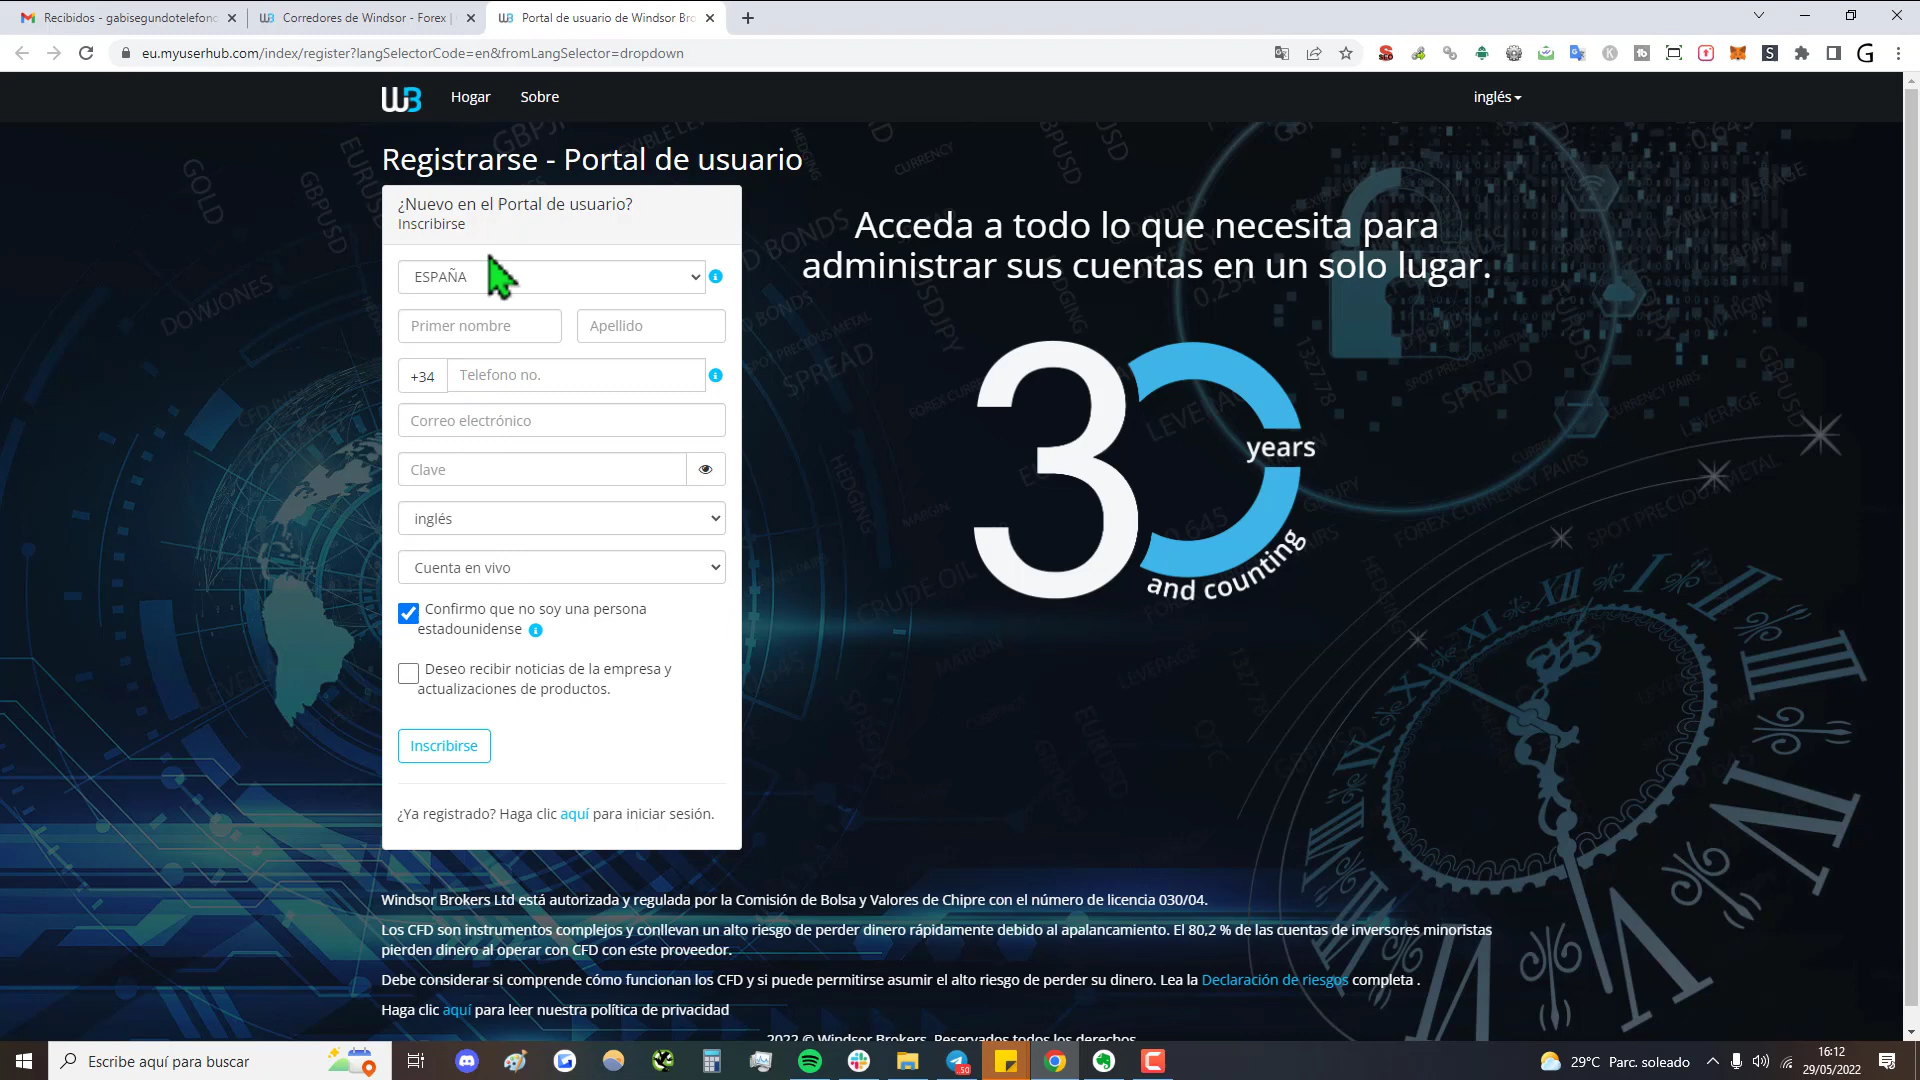 Recibidos - gabisegundotelefono
Corredores de Windsor - Forex |
Portal de usuario de Windsor Bro
eu.myuserhub.com/index/register?langSelectorCode=en&fromLangSelector=dropdown
Hogar
Sobre
inglés
Registrarse - Portal de usuario
¿Nuevo en el Portal de usuario?
Inscribirse
ESPAÑA
Primer nombre
Apellido
+34
Telefono no.
Correo electrónico
Clave
inglés
Cuenta en vivo
Confirmo que no soy una persona
estadounidense
Deseo recibir noticias de la empresa y
actualizaciones de productos.
Inscribirse
¿Ya registrado? Haga clic aquí para iniciar sesión.
Acceda a todo lo que necesita para
administrar sus cuentas en un solo lugar.
30
years
and counting
Windsor Brokers Ltd está autorizada y regulada por la Comisión de Bolsa y Valores de Chipre con el número de licencia 030/04.
Los CFD son instrumentos complejos y conllevan un alto riesgo de perder dinero rápidamente debido al apalancamiento. El 80,2 % de las cuentas de inversores minoristas
pierden dinero al operar con CFD con este proveedor.
Debe considerar si comprende cómo funcionan los CFD y si puede permitirse asumir el alto riesgo de perder su dinero. Lea la Declaración de riesgos completa .
Haga clic aquí para leer nuestra política de privacidad
2022 © Windsor Brokers. Reservados todos los derechos
Escribe aquí para buscar
29°C Parc. soleado
16:12
29/05/2022